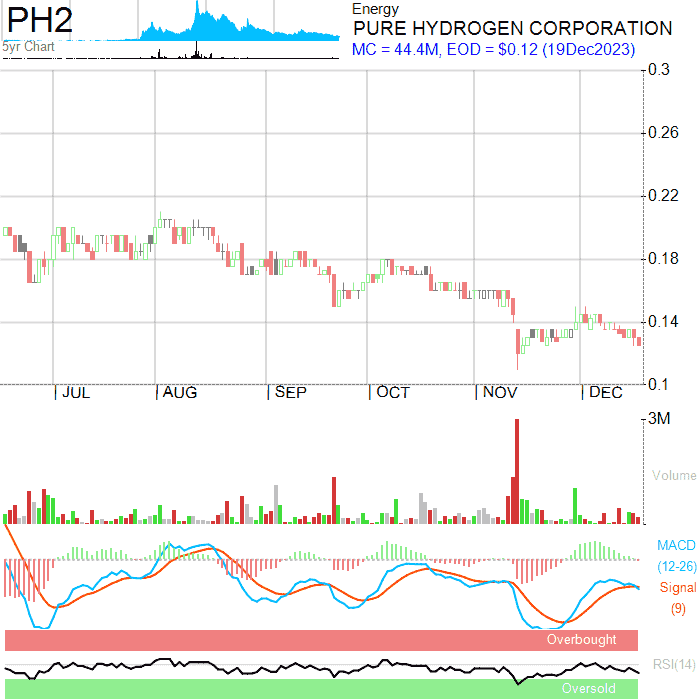 PH2
5yr Chart
Energy
PURE HYDROGEN CORPORATION
MC = 44.4M, EOD = $0.12 (19Dec2023)
0.3
0.26
0.22
0.18
0.14
0.1
JUL AUG SEP OCT NOV DEC
3M
Volume
MACD
(12-26)
Signal
(9)
Overbought
RSI(14)
Oversold